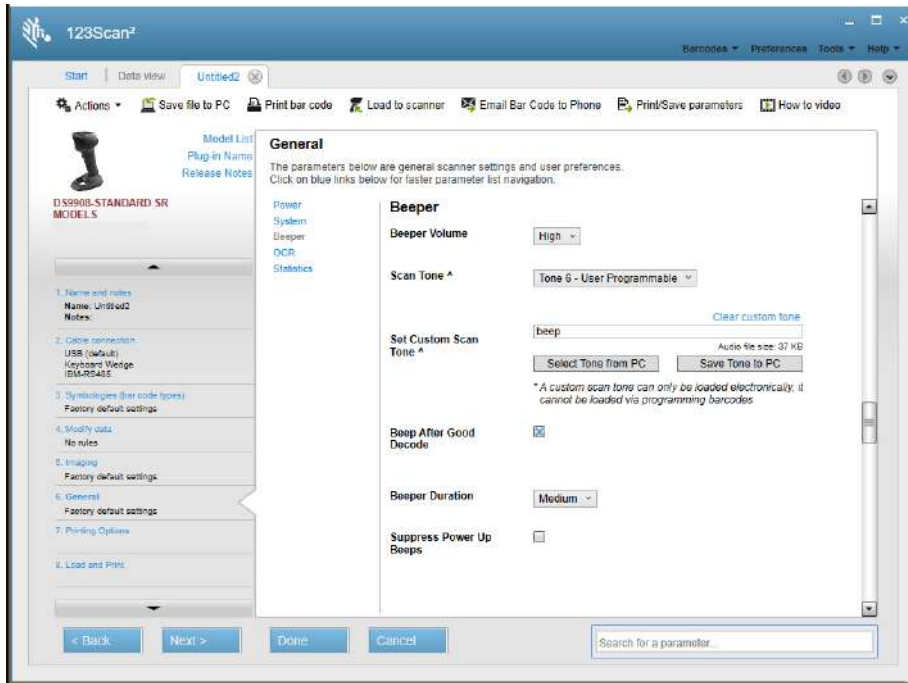 123Scan²
Barcodes Preferences Tools Help
Start Data view Untitled2
Actions Save file to PC Print bar code Load to scanner Email Bar Code to Phone Print/Save parameters How to video
Model List
Plug-in Name
Release Notes
DS9908-STANDARD SR
MODELS
1. Name and notes
Name: Untitled2
Notes:
2. Cable connection
USB (default)
Keyboard Wedge
IBM-RS485
3. Symbologies (bar code types)
Factory default settings
4. Modify data
No rules
5. Imaging
Factory default settings
6. General
Factory default settings
7. Printing Options
8. Load and Print
General
The parameters below are general scanner settings and user preferences.
Click on blue links below for faster parameter list navigation.
Power
System
Beeper
OCR
Statistics
Beeper
Beeper Volume High
Scan Tone ^ Tone 6 - User Programmable
Clear custom tone
beep
Set Custom Scan
Tone ^
Audio file size: 37 KB
Select Tone from PC Save Tone to PC
* A custom scan tone can only be loaded electronically, it
cannot be loaded via programming barcodes
Beep After Good
Decode
Beeper Duration Medium
Suppress Power Up
Beeps
< Back Next > Done Cancel Search for a parameter...